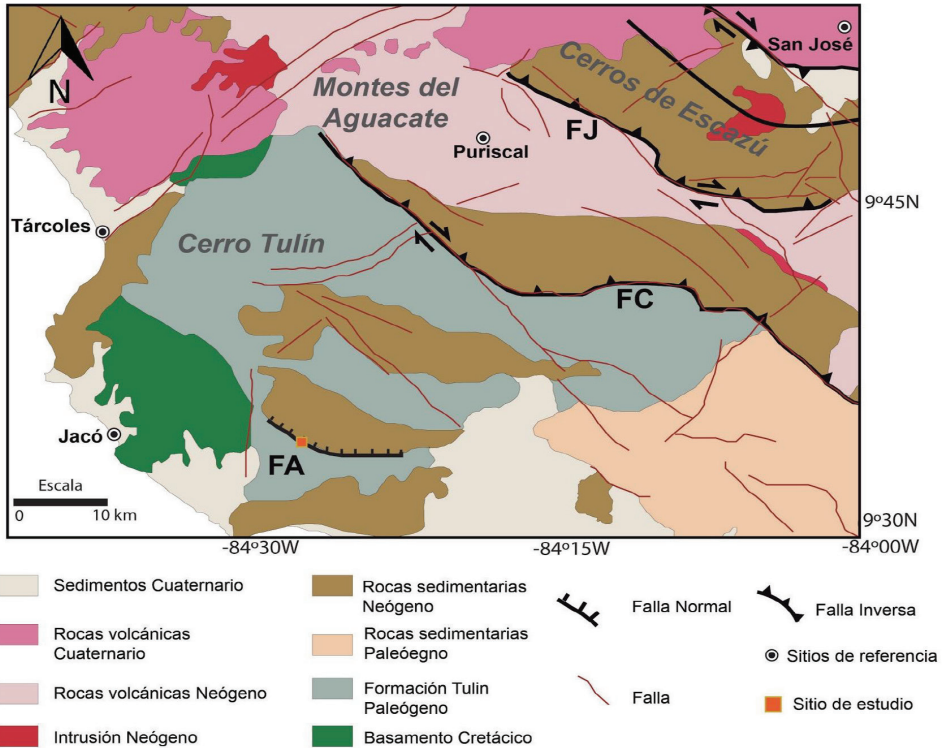 San José
Cerros de Escazú
N
Montes del
Aguacate
FJ
Puriscal
9º45N
Tárcoles
Cerro Tulín
FC
Jacó
FA
Escala
0 10 km
9º30N
-84º30W
-84º15W
-84º00W
Sedimentos Cuaternario
Rocas volcánicas
Cuaternario
Rocas volcánicas Neógeno
Intrusión Neógeno
Rocas sedimentarias
Neógeno
Rocas sedimentarias
Paleóegno
Formación Tulin
Paleógeno
Basamento Cretácico
Falla Normal
Falla
Falla Inversa
Sitios de referencia
Sitio de estudio